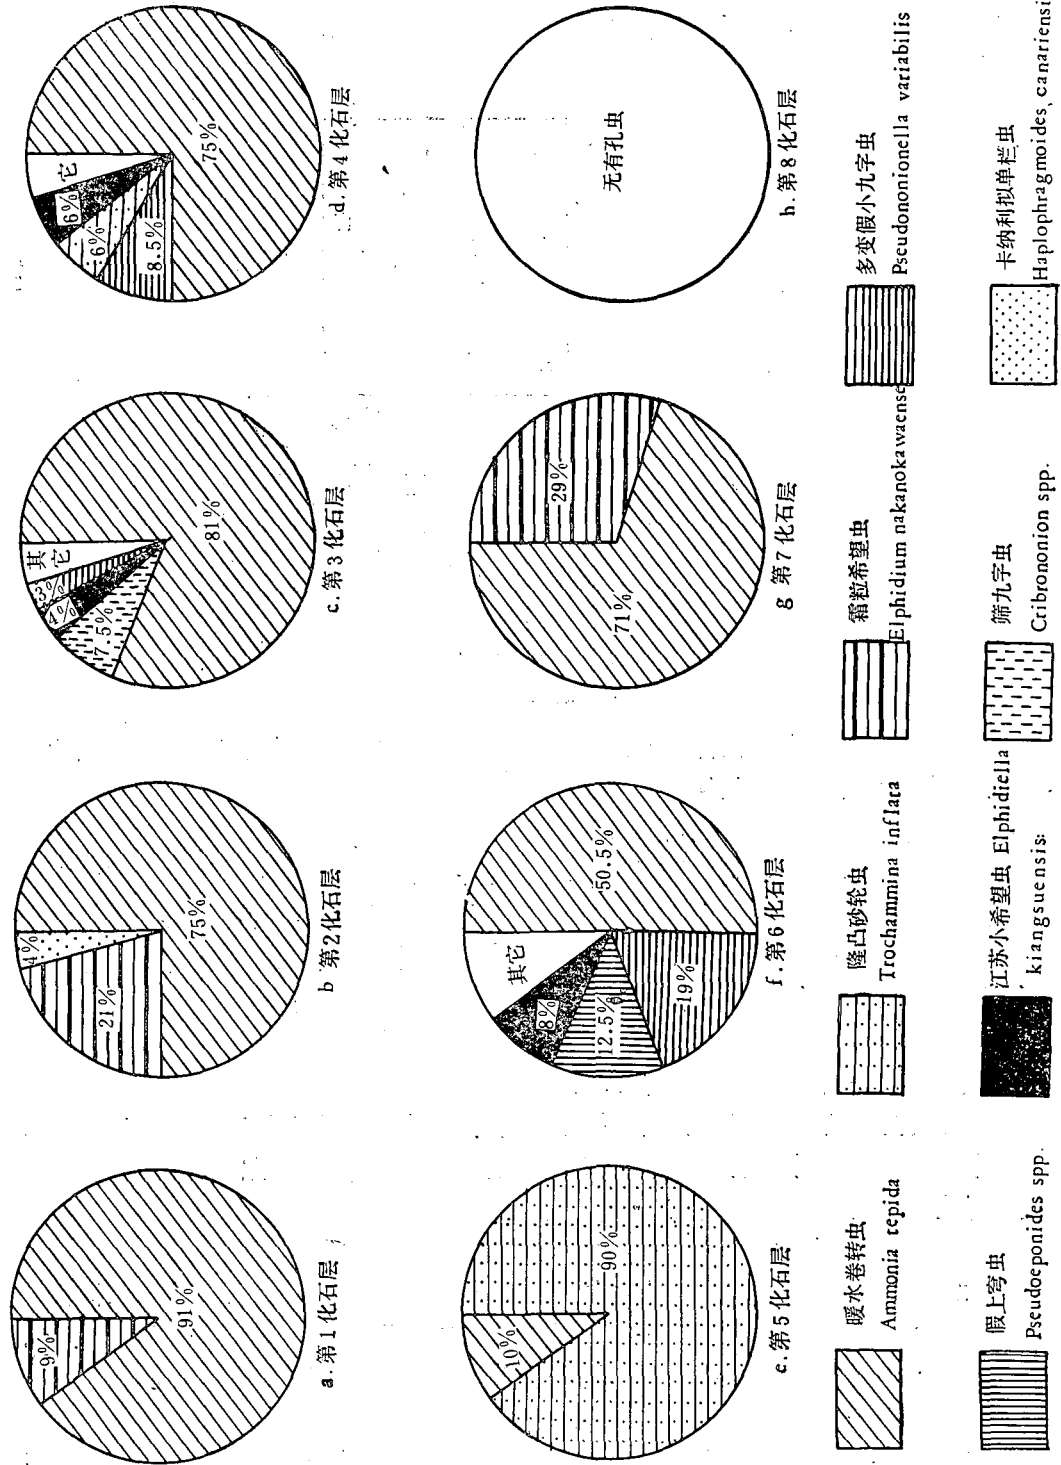 91%
9%
a.第1化石层
75%
21%
4%
b 第2化石层
81%
7.5%
4%
3%
其它
c.第3化石层
75%
8.5%
6%
6%
它
d.第4化石层
90%
10%
e.第5化石层
50.5%
19%
12.5%
8%
其它
f.第6化石层
71%
29%
g 第7化石层
无有孔虫
h.第8化石层
暖水卷转虫
Ammonia tepida
隆凸砂轮虫
Trochammina inflata
霜粒希望虫
Elphidium nakanokawaense
多变假小九字虫
Pseudononionella variabilis
假上穹虫
Pseudoeponides spp.
江苏小希望虫 Elphidiella
kiangsuensis:
筛九字虫
Cribrononion spp.
卡纳利拟单栏虫
Haplophragmoides canariensi